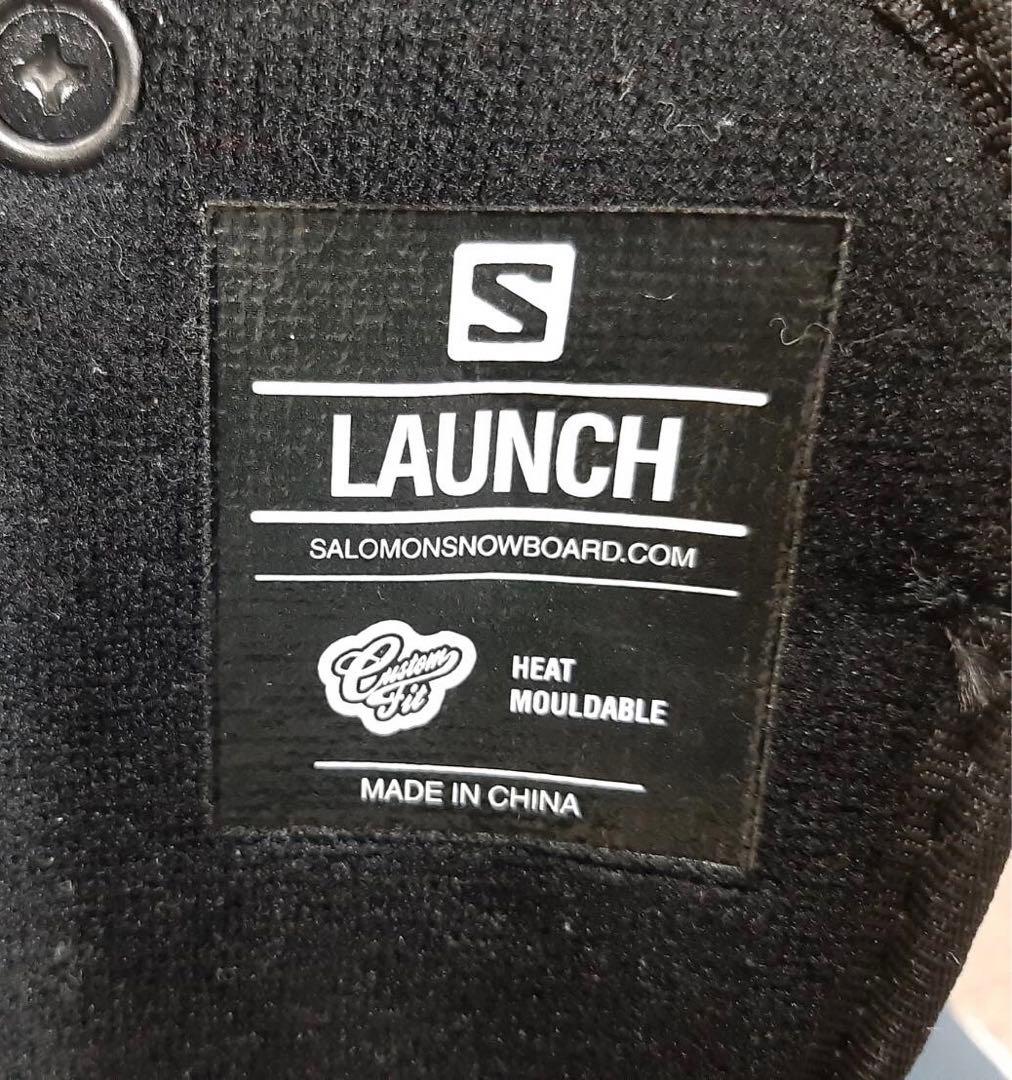 S
LAUNCH
SALOMONSNOWBOARD.COM
Custom
Fit
HEAT
MOULDABLE
MADE IN CHINA